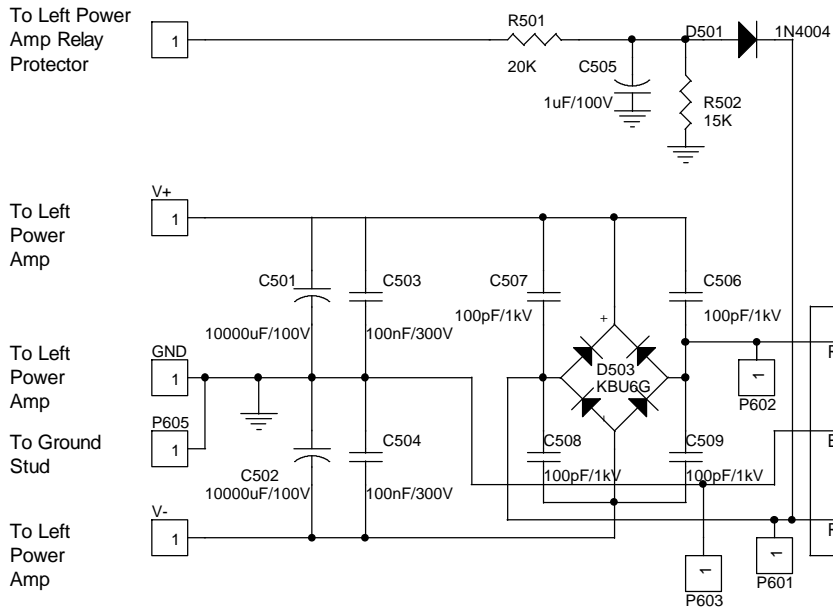 To Left Power
Amp Relay
Protector
1
R501
20K
C505
1uF/100V
D501
1N4004
R502
15K
V+
To Left
Power
Amp
1
C501
10000uF/100V
C503
100nF/300V
C507
100pF/1kV
C506
100pF/1kV
+
D503
KBU6G
-
To Left
Power
Amp
GND
1
P605
1
To Ground
Stud
C502
10000uF/100V
C504
100nF/300V
C508
100pF/1kV
C509
100pF/1kV
1
P602
V-
1
To Left
Power
Amp
1
P603
1
P601